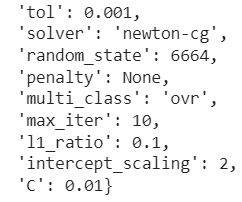 'tol': 0.001,
'solver': 'newton-cg',
'random_state': 6664,
'penalty': None,
'multi_class': 'ovr',
'max_iter': 10,
'l1_ratio': 0.1,
'intercept_scaling': 2,
'C': 0.01}